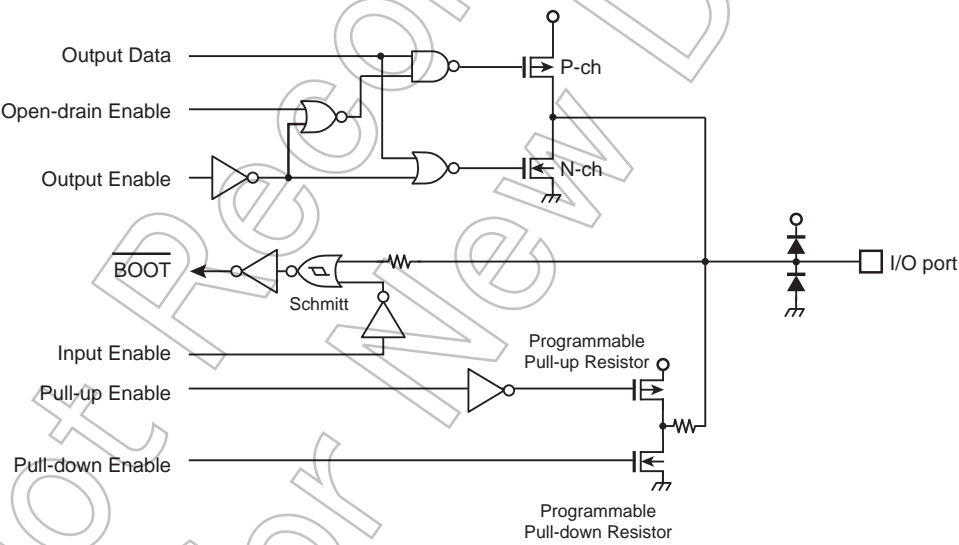 Output Data
P-ch
Open-drain Enable
Output Enable
N-ch
BOOT
I/O port
Schmitt
Input Enable
Programmable
Pull-up Resistor
Pull-up Enable
Pull-down Enable
Programmable
Pull-down Resistor